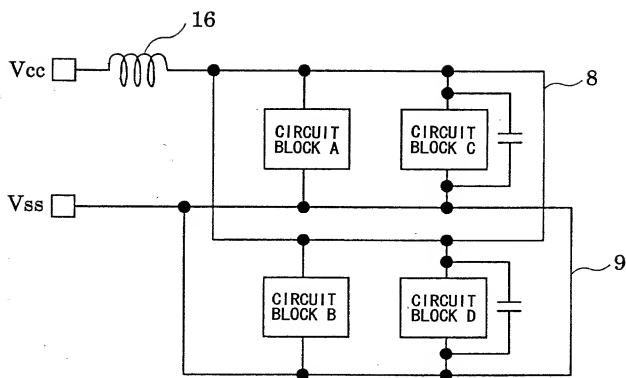 16
Vcc
8
CIRCUIT
BLOCK A
CIRCUIT
BLOCK C
Vss
9
CIRCUIT
BLOCK B
CIRCUIT
BLOCK D